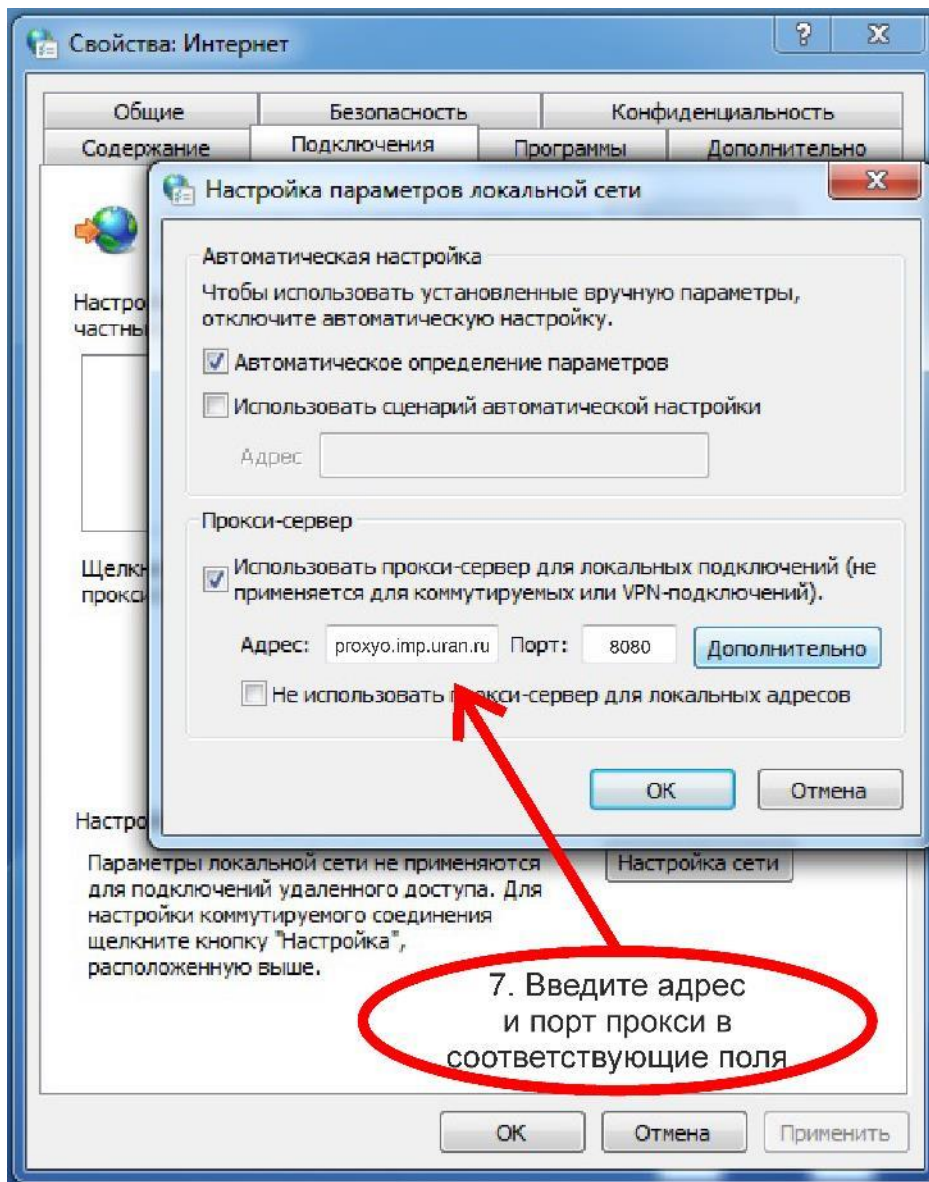 Свойства: Интернет
Общие
Безопасность
Конфиденциальность
Содержание
Подключения
Программы
Дополнительно
Настройка параметров локальной сети
Автоматическая настройка
Чтобы использовать установленные вручную параметры,
отключите автоматическую настройку.
Автоматическое определение параметров
Использовать сценарий автоматической настройки
Адрес
Прокси-сервер
Использовать прокси-сервер для локальных подключений (не
применяется для коммутируемых или VPN-подключений).
Адрес: proxyo.imp.uran.ru Порт: 8080 Дополнительно
Не использовать прокси-сервер для локальных адресов
ОК
Отмена
Настро
частны
Щелкн
прокси
Настро
Параметры локальной сети не применяются
для подключений удаленного доступа. Для
настройки коммутируемого соединения
щелкните кнопку "Настройка",
расположенную выше.
Настройка сети
7. Введите адрес
и порт прокси в
соответствующие поля
ОК
Отмена
Применить